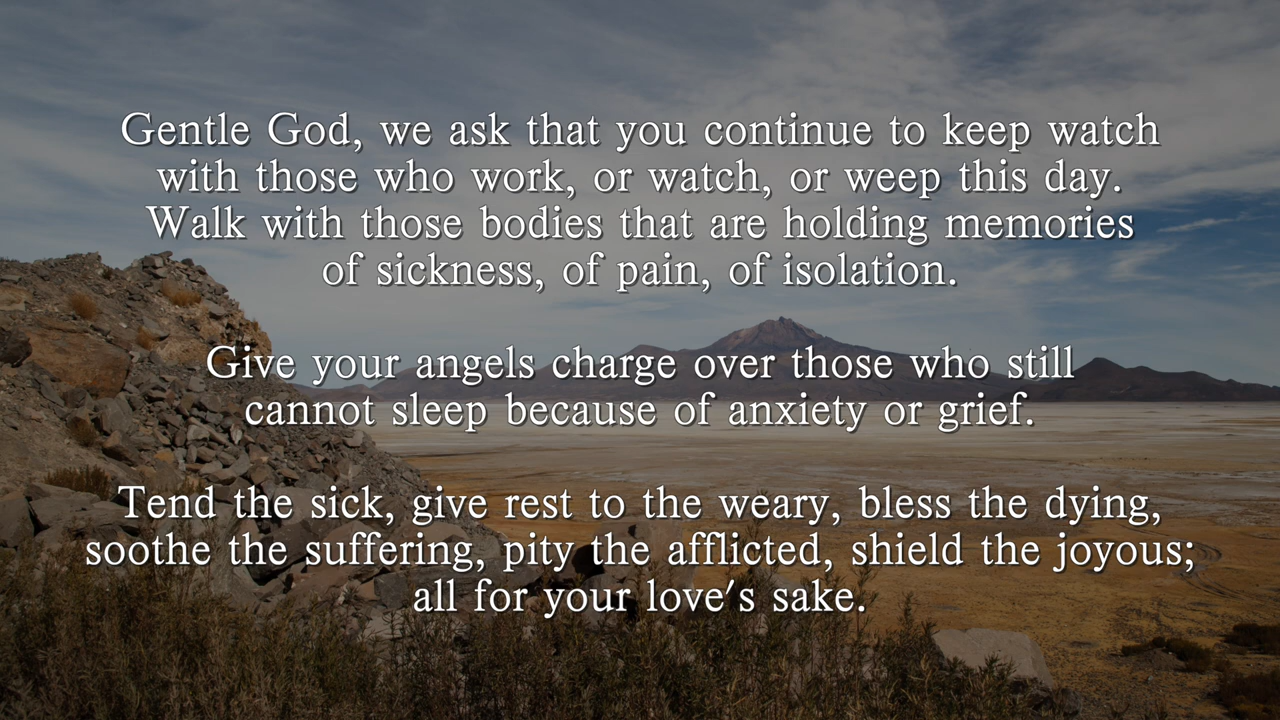 Gentle God, we ask that you continue to keep watch
with those who work, or watch, or weep this day.
Walk with those bodies that are holding memories
of sickness, of pain, of isolation.
Give your angels charge over those who still
cannot sleep because of anxiety or grief.
Tend the sick, give rest to the weary, bless the dying,
soothe the suffering, pity the afflicted, shield the joyous;
all for your love's sake.